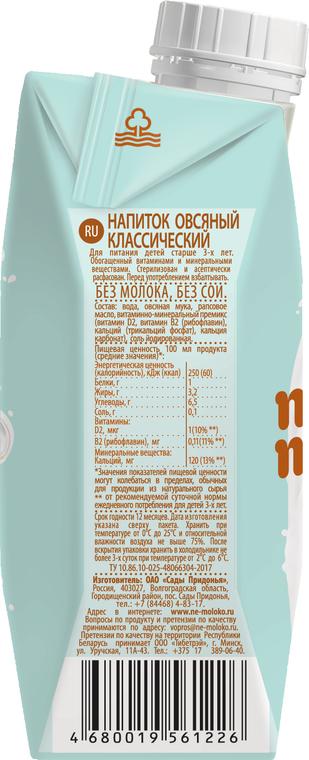 RU
НАПИТОК ОВСЯНЫЙ
КЛАССИЧЕСКИЙ
Для питания детей старше 3-х лет.
Обогащенный витаминами и минеральными
веществами. Стерилизован и асептически
расфасован. Перед употреблением взбалтывать.
БЕЗ МОЛОКА, БЕЗ СОИ.
Состав: вода, овсяная мука, рапсовое
масло, витаминно-минеральный премикс
(витамин D2, витамин B2 (рибофлавин),
кальций (трикальций фосфат), кальция
карбонат), соль йодированная.
Пищевая ценность, 100 мл продукта
(средние значения)*:
Энергетическая ценность
(калорийность), кДж (ккал) 250 (60)
Белки, г 1
Жиры, г 3,2
Углеводы, г 6,5
Соль, г 0,1
Витамины:
D2, мкг 1(10% **)
B2 (рибофлавин), мг 0,11(11% **)
Минеральные вещества:
Кальций, мг 120 (13% **)
*Значения показателей пищевой ценности
могут колебаться в пределах, обычных
для продукции из натурального сырья
** от рекомендуемой суточной нормы
ежедневного потребления для детей 3-х лет.
Срок годности 12 месяцев. Дата изготовления
указана сверху пакета. Хранить при
температуре от 0°С до 25°С и относительной
влажности воздуха не выше 75%. После
вскрытия упаковки хранить в холодильнике не
более 3-х суток при температуре от 2°С до 6°С.
ТУ 10.86.10-025-48066304-2017
Изготовитель: ОАО «Сады Придонья»,
Россия, 403027, Волгоградская область,
Городищенский район, пос. Сады Придонья,
тел.: +7 (84468) 4-83-17.
Адрес в интернете: www.ne-moloko.ru.
Вопросы по продукту и претензии по качеству
принимаются по адресу: vopros@ne-moloko.ru.
Претензии по качеству на территории Республики
Беларусь принимает ООО «Тибетрэй», г. Минск,
ул. Уручская, 11А-43. Тел.: +375 17 389-06-40.
4 680019 561226
n
n